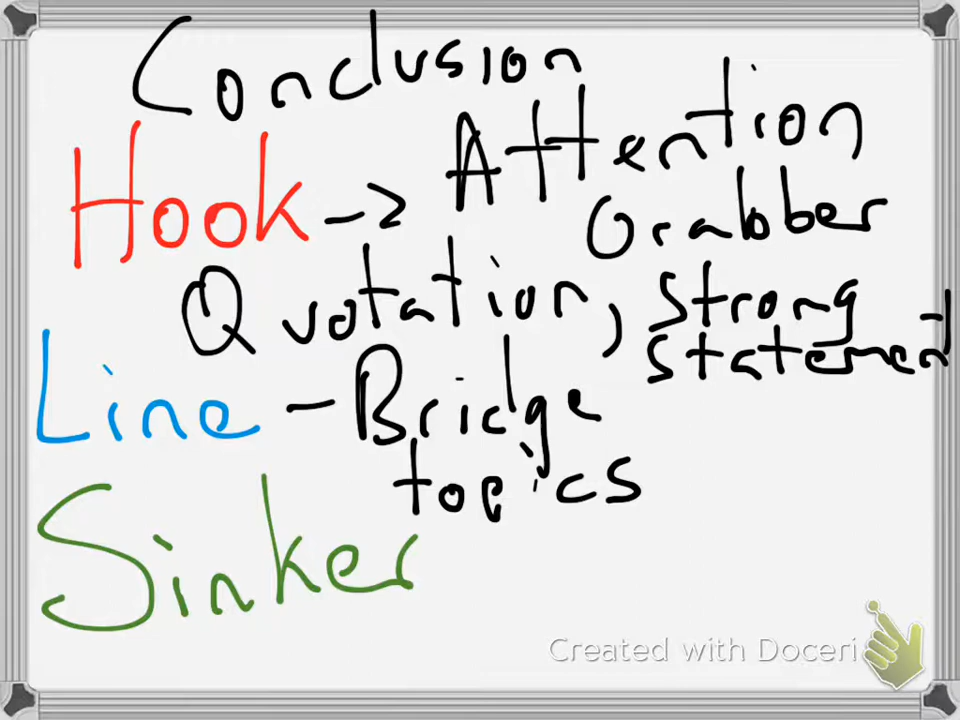 Conclusion
Hook -> Attention
Grabber
Quotation, Strong
Statement
Line - Bridge
topics
Sinker
Created with Doceri